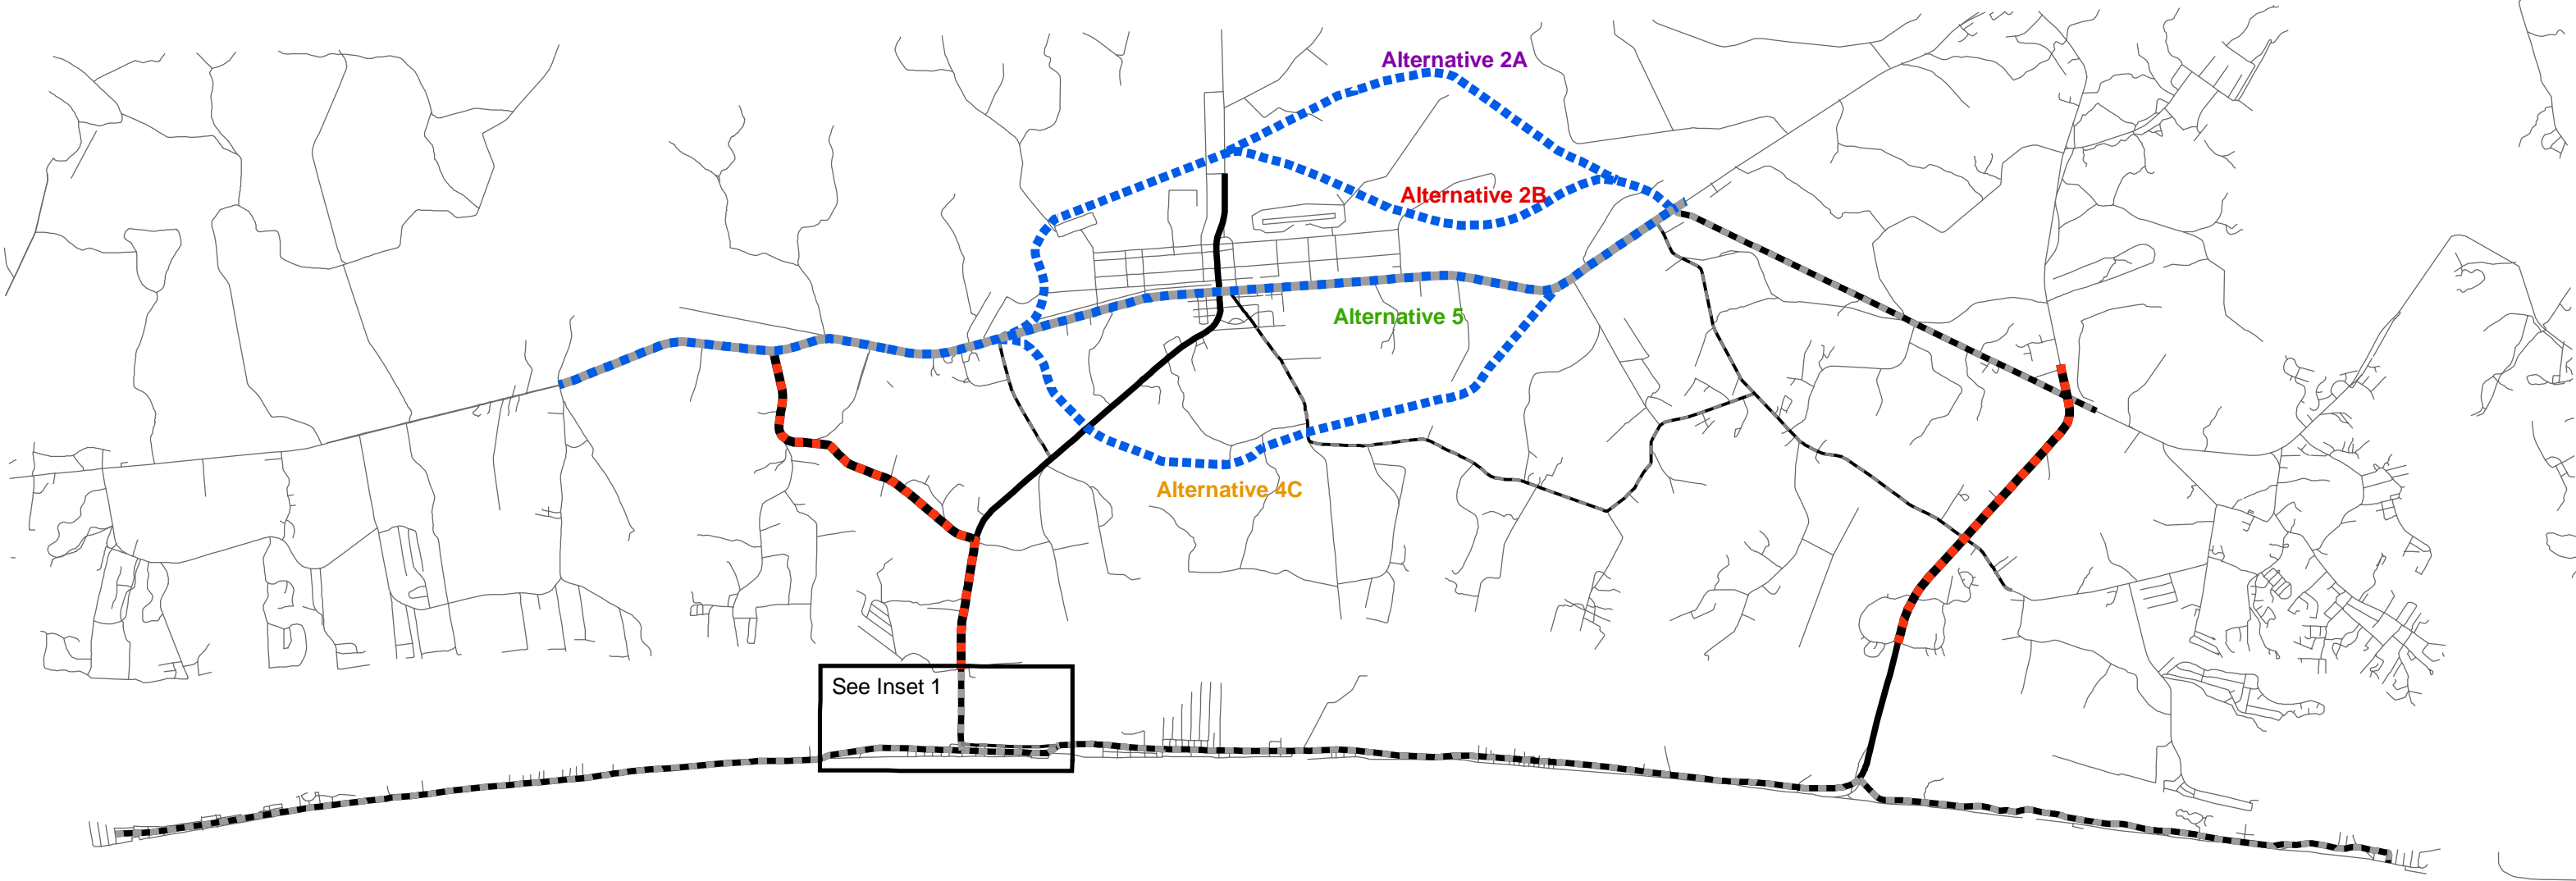 Alternative 2A
Alternative 2B
Alternative 5
Alternative 4C
See Inset 1